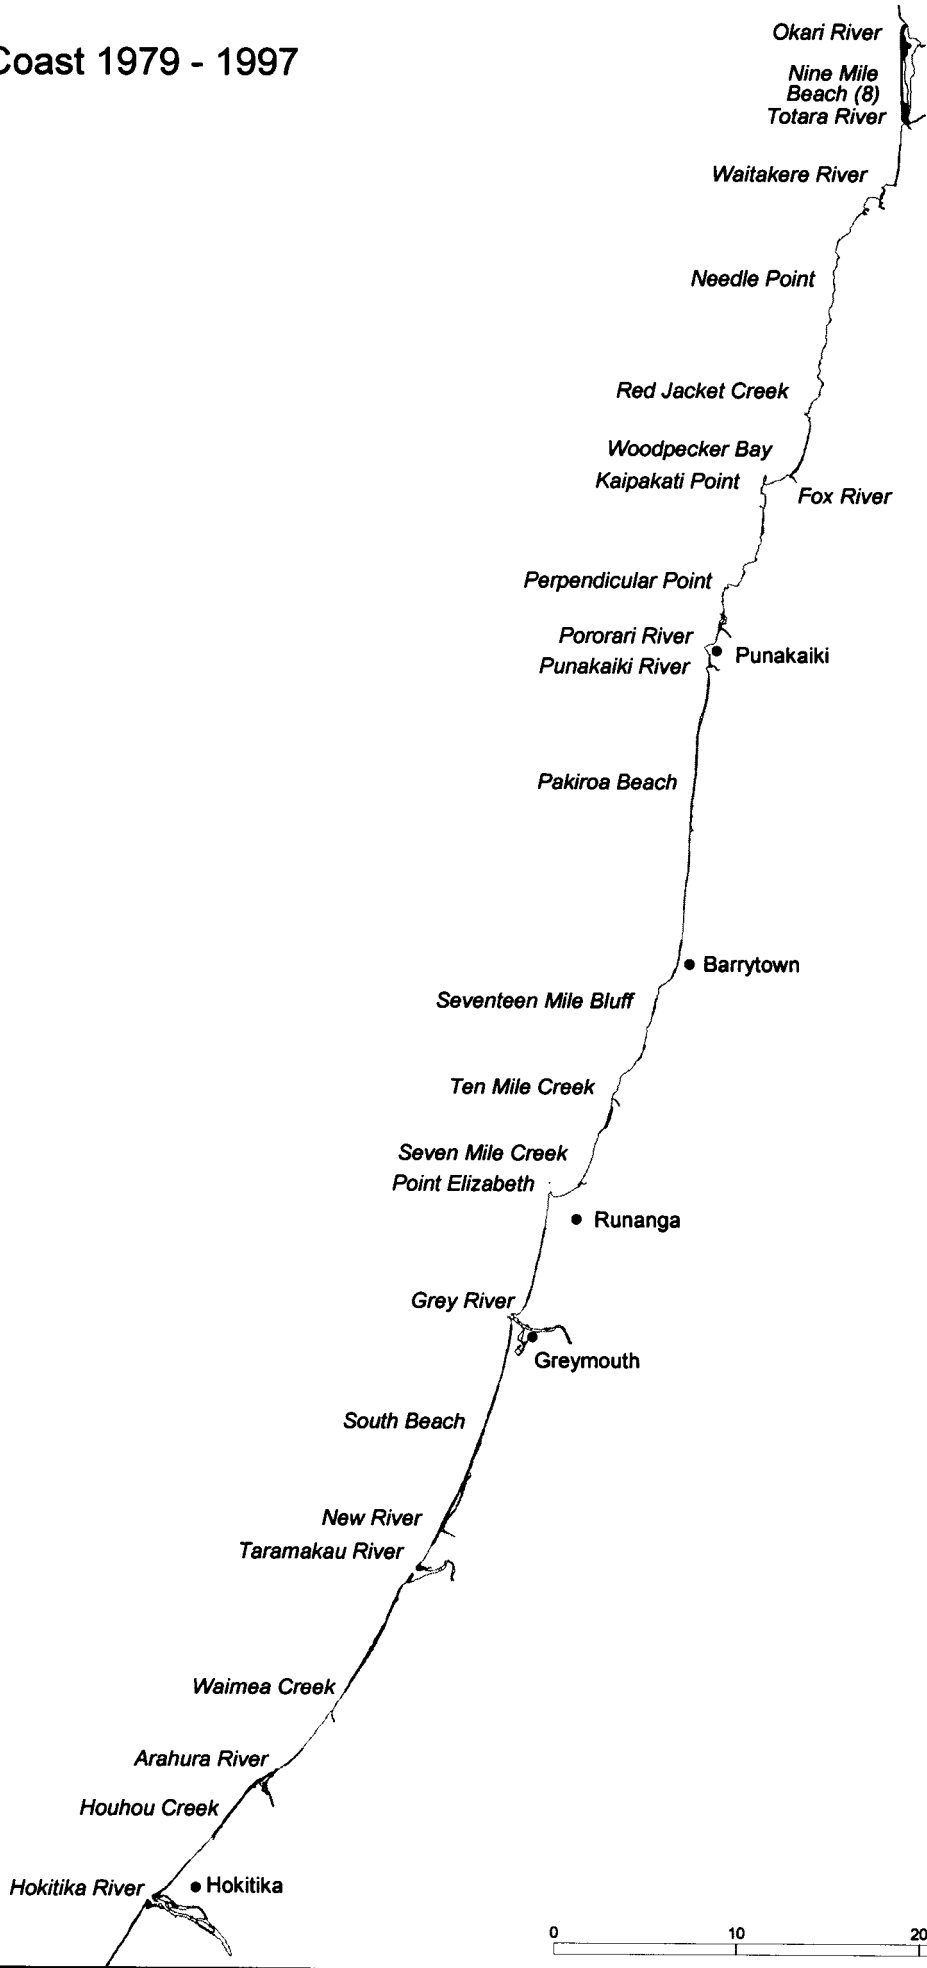 Coast 1979 - 1997
Okari River
Nine Mile
Beach (8)
Totara River
Waitakere River
Needle Point
Red Jacket Creek
Woodpecker Bay
Kaipakati Point
Fox River
Perpendicular Point
Pororari River
Punakaiki
Punakaiki River
Pakiroa Beach
Barrytown
Seventeen Mile Bluff
Ten Mile Creek
Seven Mile Creek
Point Elizabeth
Runanga
Grey River
Greymouth
South Beach
New River
Taramakau River
Waimea Creek
Arahura River
Houhou Creek
Hokitika River
Hokitika
0 10 20